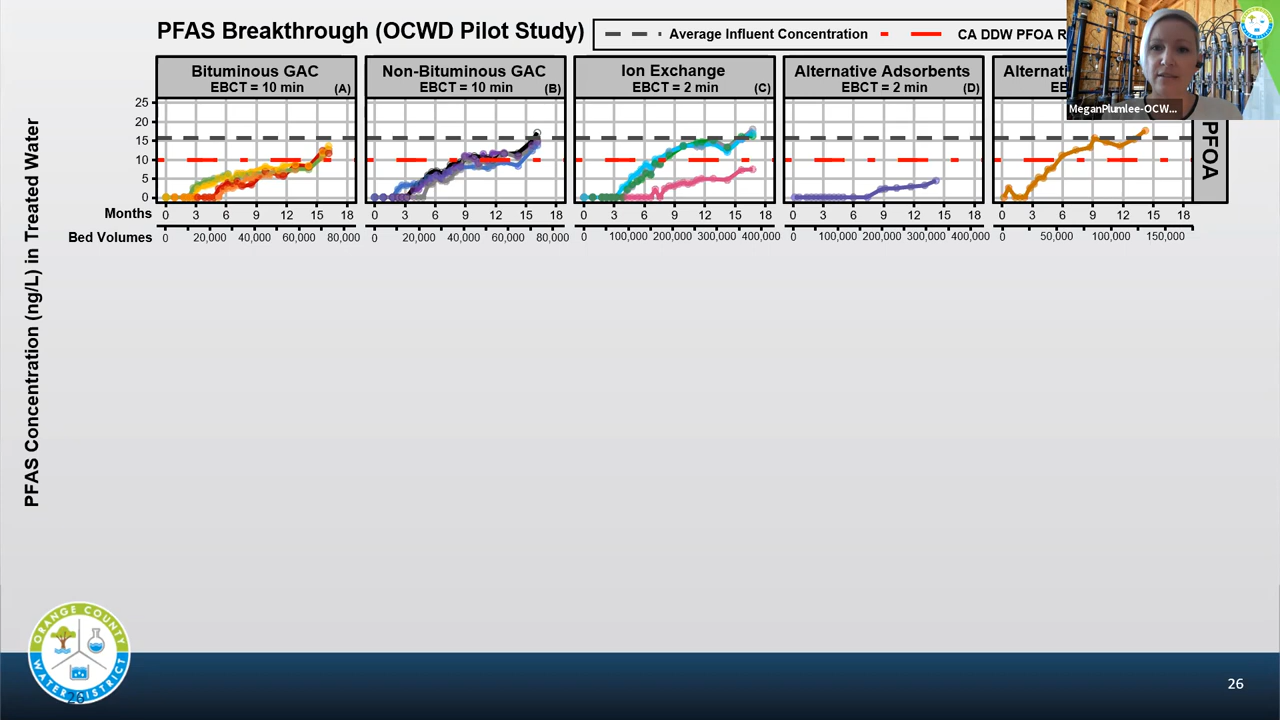 PFAS Breakthrough (OCWD Pilot Study)
Average Influent Concentration
CA DDW PFOA R
Bituminous GAC
EBCT = 10 min
(A)
Non-Bituminous GAC
EBCT = 10 min
(B)
Ion Exchange
EBCT = 2 min
(C)
Alternative Adsorbents
EBCT = 2 min
(D)
Alternati
MeganPlumlee-OCW...
PFOA
PFAS Concentration (ng/L) in Treated Water
25
20
15
10
5
0
Months
0 3 6 9 12 15 18
0 3 6 9 12 15 18
0 3 6 9 12 15 18
0 3 6 9 12 15 18
0 3 6 9 12 15 18
Bed Volumes
0 20,000 40,000 60,000 80,000
0 20,000 40,000 60,000 80,000
0 100,000 200,000 300,000 400,000
0 100,000 200,000 300,000 400,000
0 50,000 100,000 150,000
ORANGE COUNTY
WATER DISTRICT
26
26